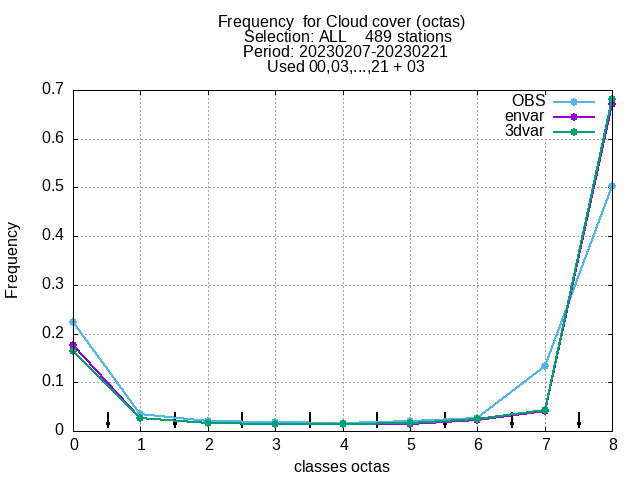 Frequency  for Cloud cover (octas)
Selection: ALL    489 stations
Period: 20230207-20230221
Used 00,03,...,21 + 03
0.7
0.6
0.5
0.4
0.3
0.2
0.1
0
Frequency
OBS
envar
3dvar
0 1 2 3 4 5 6 7 8
classes octas